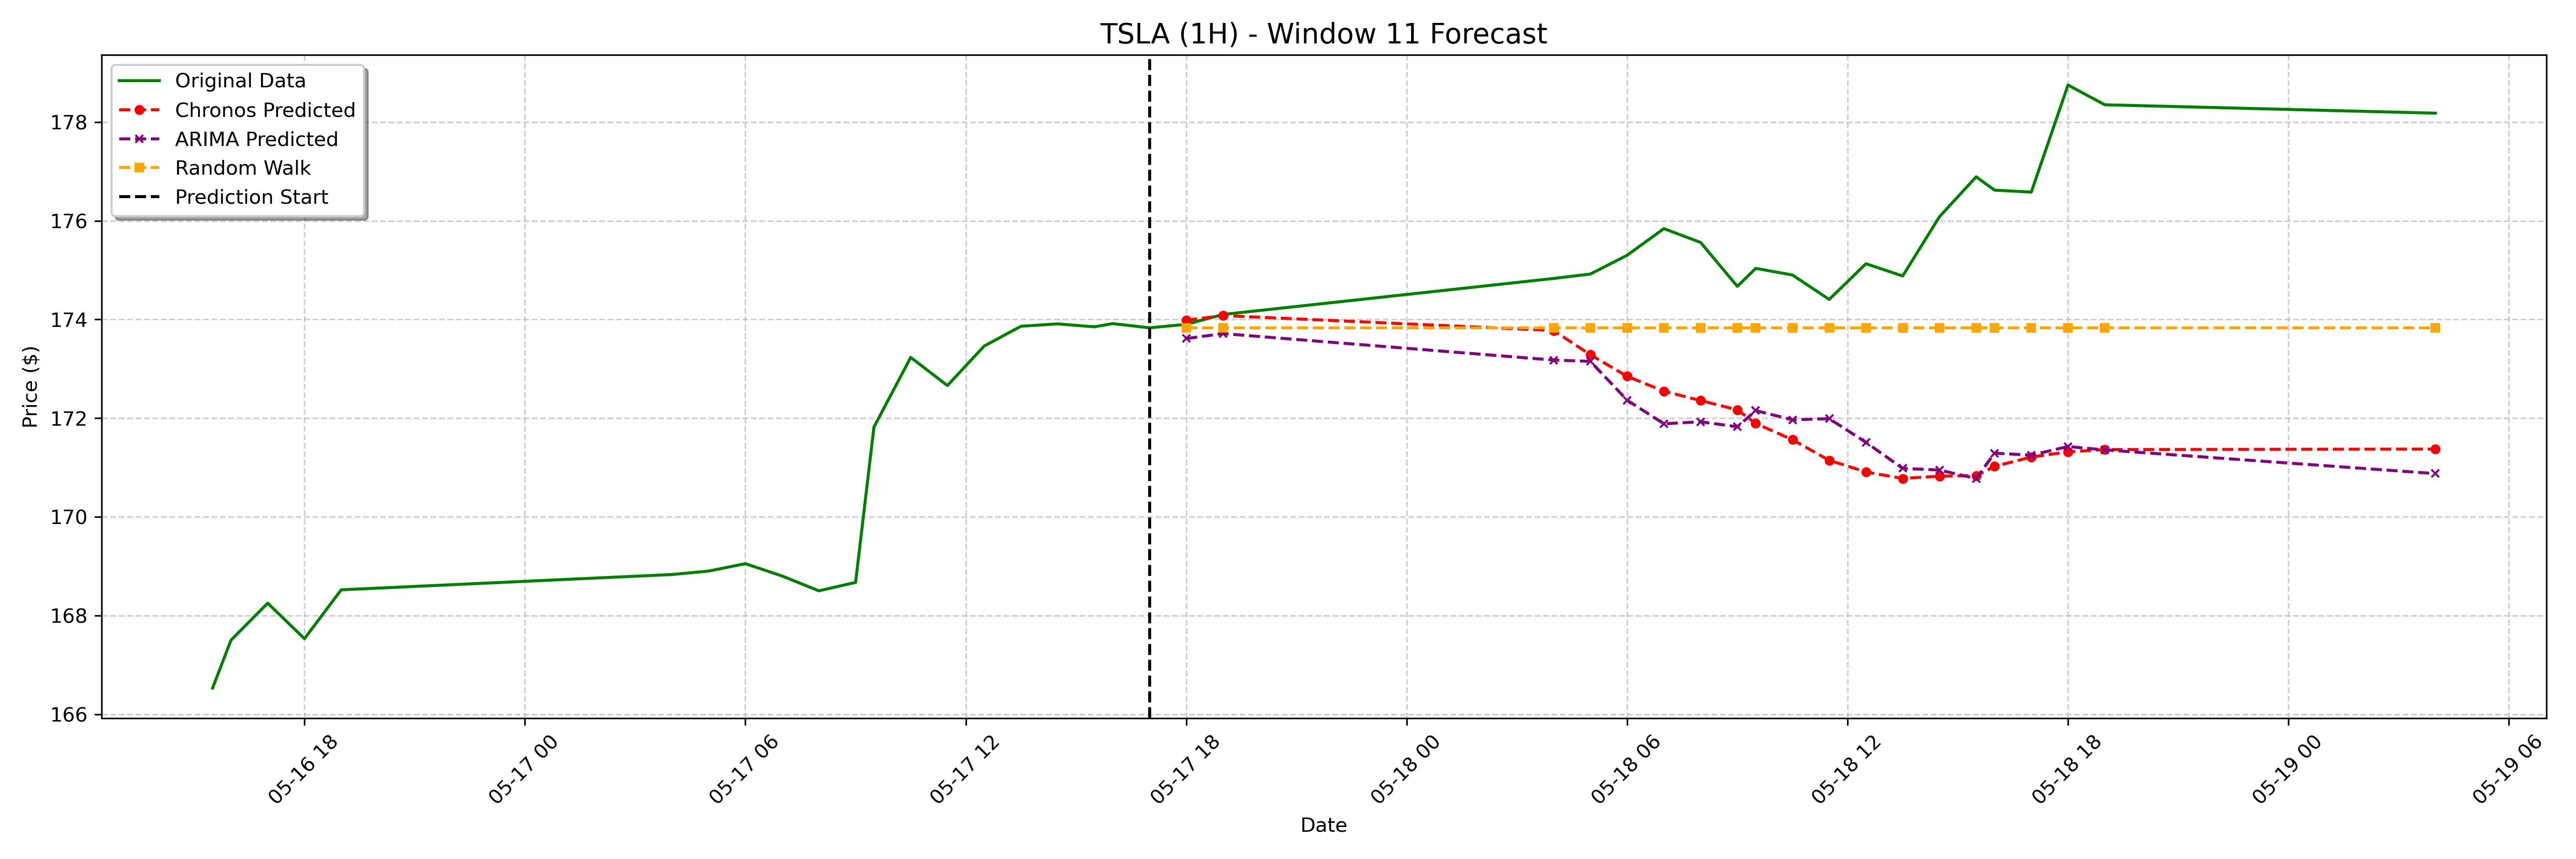 TSLA (1H) - Window 11 Forecast
Original Data
Chronos Predicted
ARIMA Predicted
Random Walk
Prediction Start
Price ($)
178
176
174
172
170
168
166
05-16 18
05-17 00
05-17 06
05-17 12
05-17 18
05-18 00
05-18 06
05-18 12
05-18 18
05-19 00
05-19 06
Date